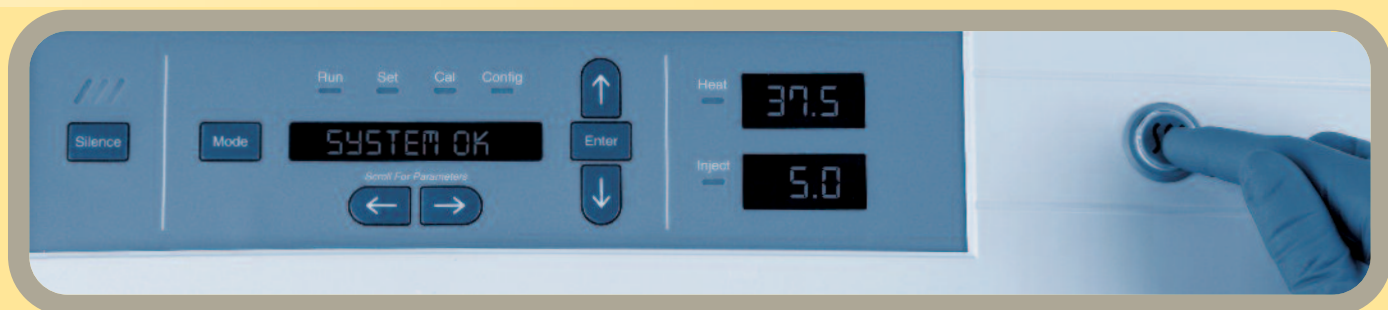 Run Set Cal Config
Heat
37.5
Silence
Mode
SYSTEM OK
Enter
Scroll For Parameters
Inject
5.0